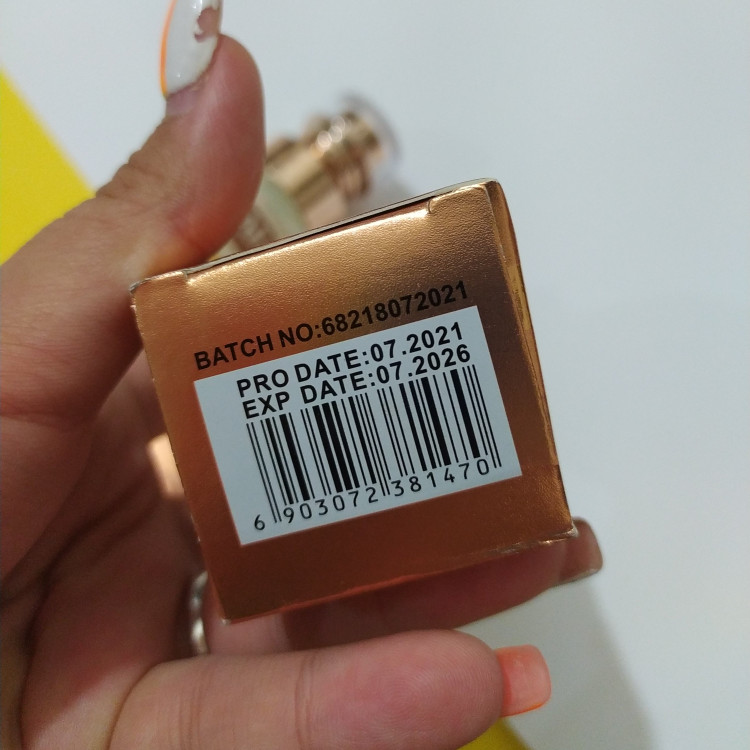 BATCH NO:68218072021
PRO DATE:07.2021
EXP DATE:07.2026
6 903072 381470